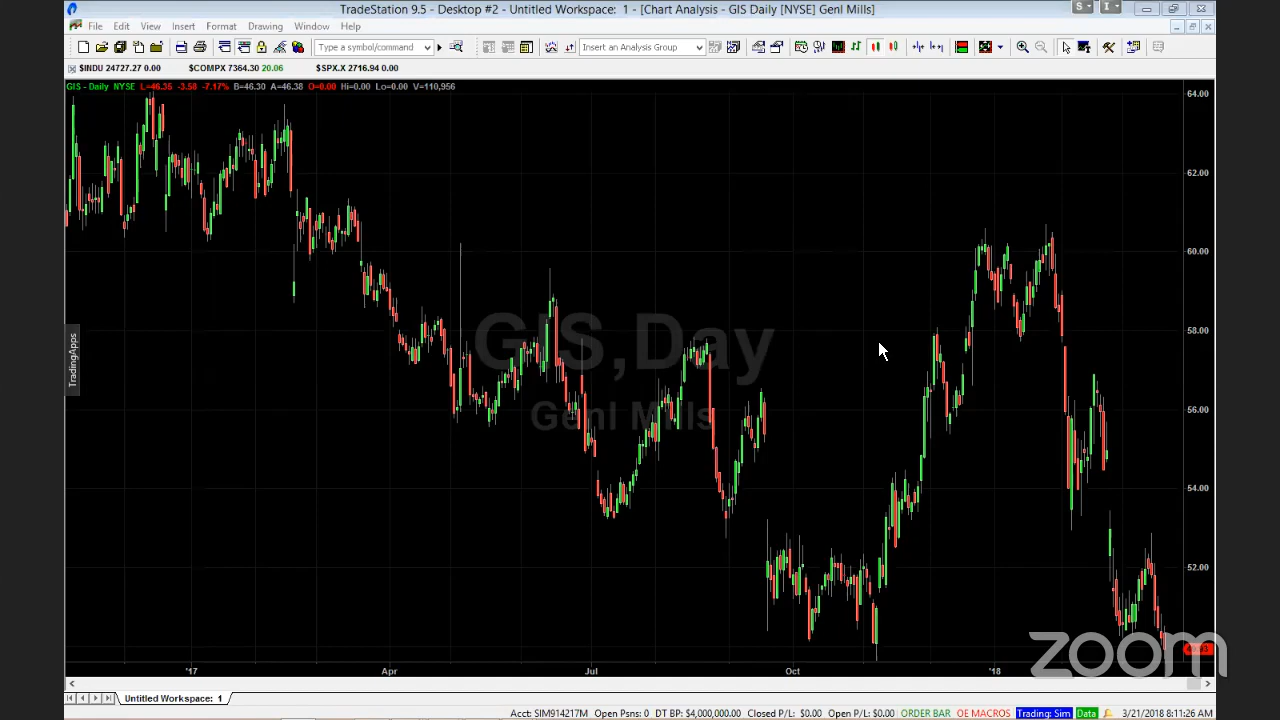 TradeStation 9.5 - Desktop #2 - Untitled Workspace: 1 - [Chart Analysis - GIS Daily [NYSE] Genl Mills]
File Edit View Insert Format Drawing Window Help
Type a symbol/command
Insert an Analysis Group
$INDU 24727.27 0.00 $COMPX 7364.30 20.06 $SPX.X 2716.94 0.00
GIS - Daily NYSE L=46.35 -3.58 -7.17% B=46.30 A=46.38 O=0.00 Hi=0.00 Lo=0.00 V=110,956
64.00
62.00
60.00
58.00
56.00
54.00
52.00
TradingApps
GIS,Day
Genl Mills
zoom
'17 Apr Jul Oct '18
Untitled Workspace: 1
Acct: SIM914217M Open Psns: 0 DT BP: $4,000,000.00 Closed P/L: $0.00 Open P/L: $0.00 ORDER BAR OE MACROS Trading: Sim Data 3/21/2018 8:11:26 AM